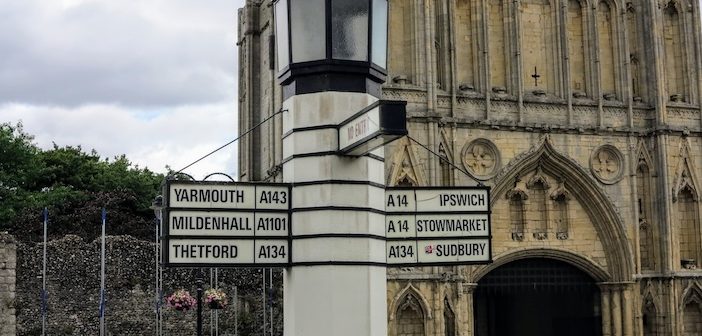 NO ENTRY
YARMOUTH A143
MILDENHALL A1101
THETFORD A134
A14 IPSWICH
A14 STOWMARKET
A134 SUDBURY